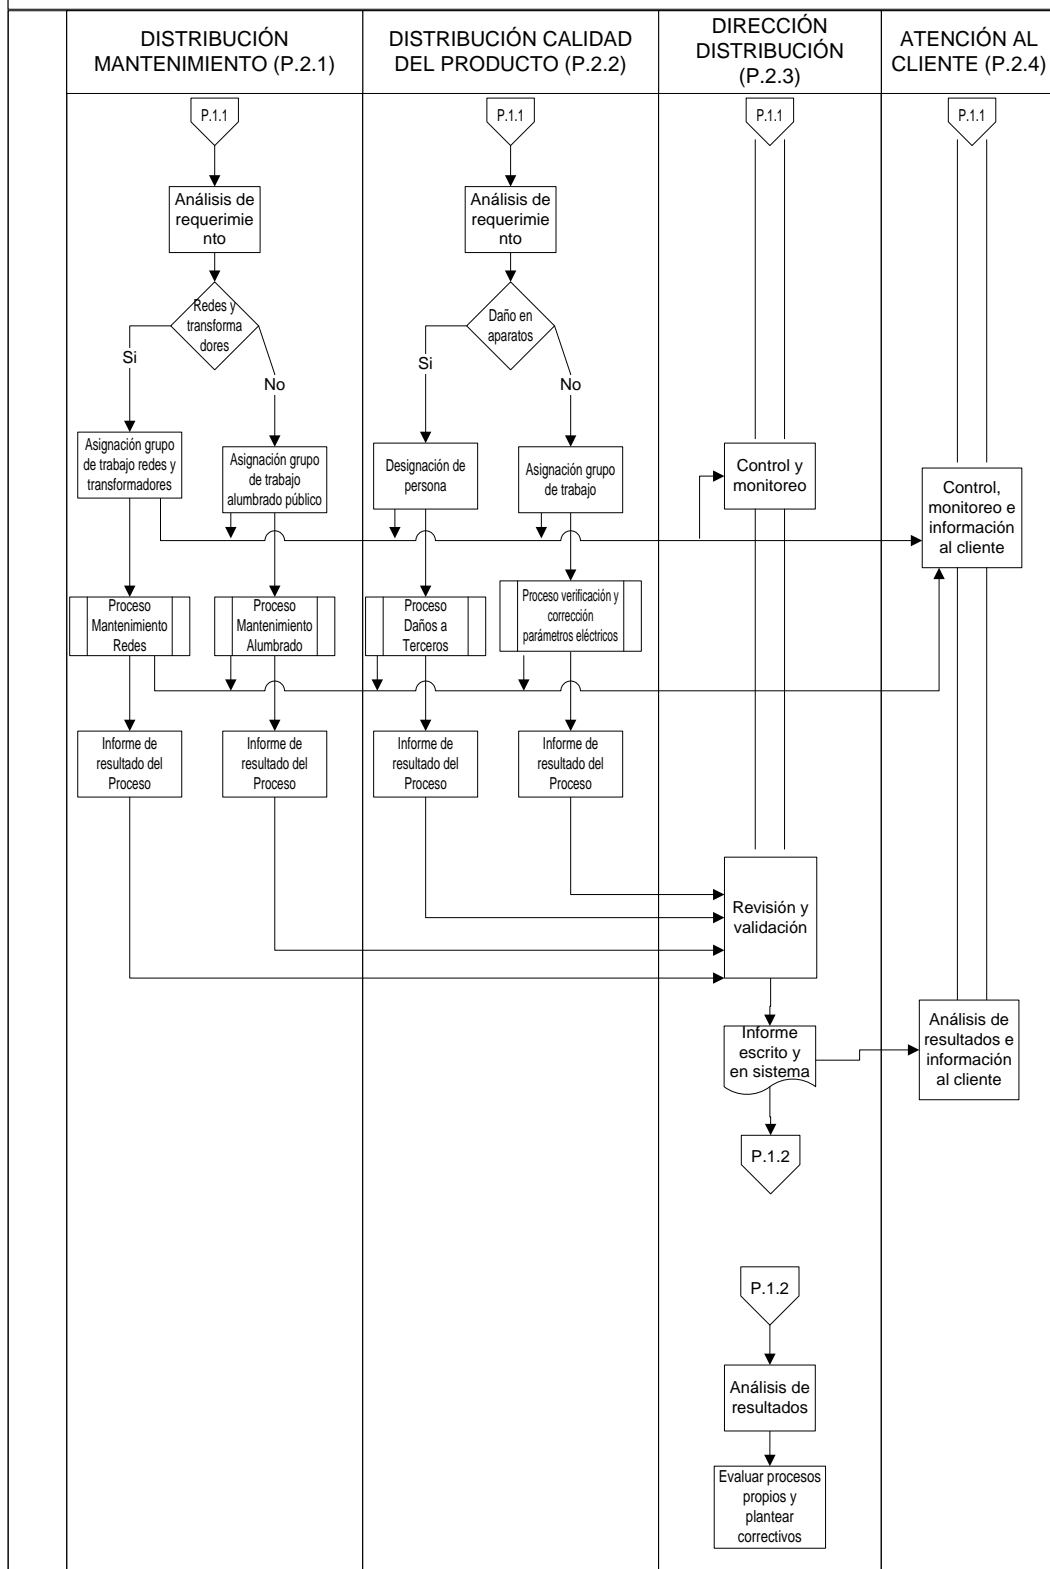 DISTRIBUCIÓN
MANTENIMIENTO (P.2.1)
DISTRIBUCIÓN CALIDAD
DEL PRODUCTO (P.2.2)
DIRECCIÓN
DISTRIBUCIÓN
(P.2.3)
ATENCIÓN AL
CLIENTE (P.2.4)
P.1.1
P.1.1
P.1.1
P.1.1
Análisis de
requerimie
nto
Análisis de
requerimie
nto
Redes y
transforma
dores
Daño en
aparatos
Si
No
Si
No
Asignación grupo
de trabajo redes y
transformadores
Asignación grupo
de trabajo
alumbrado público
Designación de
persona
Asignación grupo
de trabajo
Control y
monitoreo
Control,
monitoreo e
información
al cliente
Proceso
Mantenimiento
Redes
Proceso
Mantenimiento
Alumbrado
Proceso
Daños a
Terceros
Proceso verificación y
corrección
parámetros eléctricos
Informe de
resultado del
Proceso
Informe de
resultado del
Proceso
Informe de
resultado del
Proceso
Informe de
resultado del
Proceso
Revisión y
validación
Informe
escrito y
en sistema
Análisis de
resultados e
información
al cliente
P.1.2
P.1.2
Análisis de
resultados
Evaluar procesos
propios y
plantear
correctivos